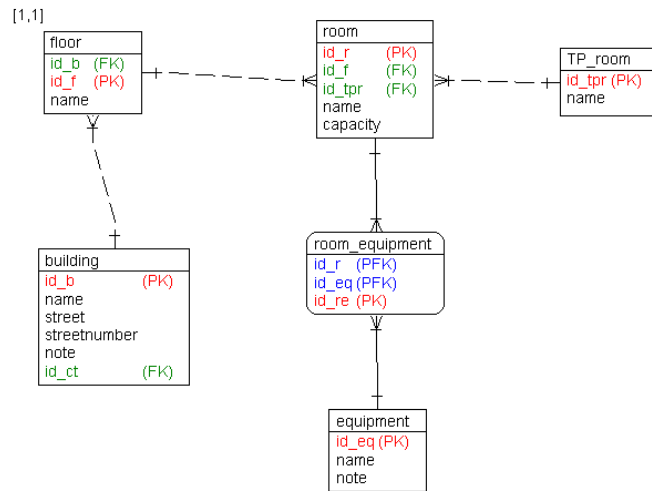 [1,1]
floor
id_b (FK)
id_f (PK)
name
room
id_r (PK)
id_f (FK)
id_tpr (FK)
name
capacity
TP_room
id_tpr (PK)
name
building
id_b (PK)
name
street
streetnumber
note
id_ct (FK)
room_equipment
id_r (PFK)
id_eq (PFK)
id_re (PK)
equipment
id_eq (PK)
name
note